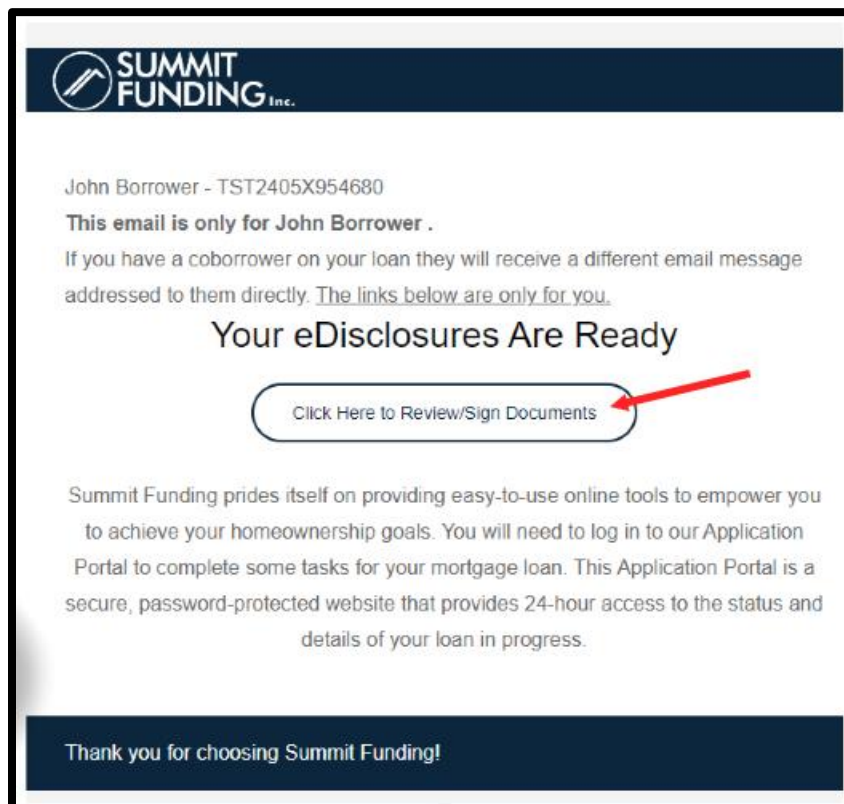 SUMMIT
FUNDING Inc.
John Borrower - TST2405X954680
This email is only for John Borrower .
If you have a coborrower on your loan they will receive a different email message
addressed to them directly. The links below are only for you.
Your eDisclosures Are Ready
Click Here to Review/Sign Documents
Summit Funding prides itself on providing easy-to-use online tools to empower you
to achieve your homeownership goals. You will need to log in to our Application
Portal to complete some tasks for your mortgage loan. This Application Portal is a
secure, password-protected website that provides 24-hour access to the status and
details of your loan in progress.
Thank you for choosing Summit Funding!